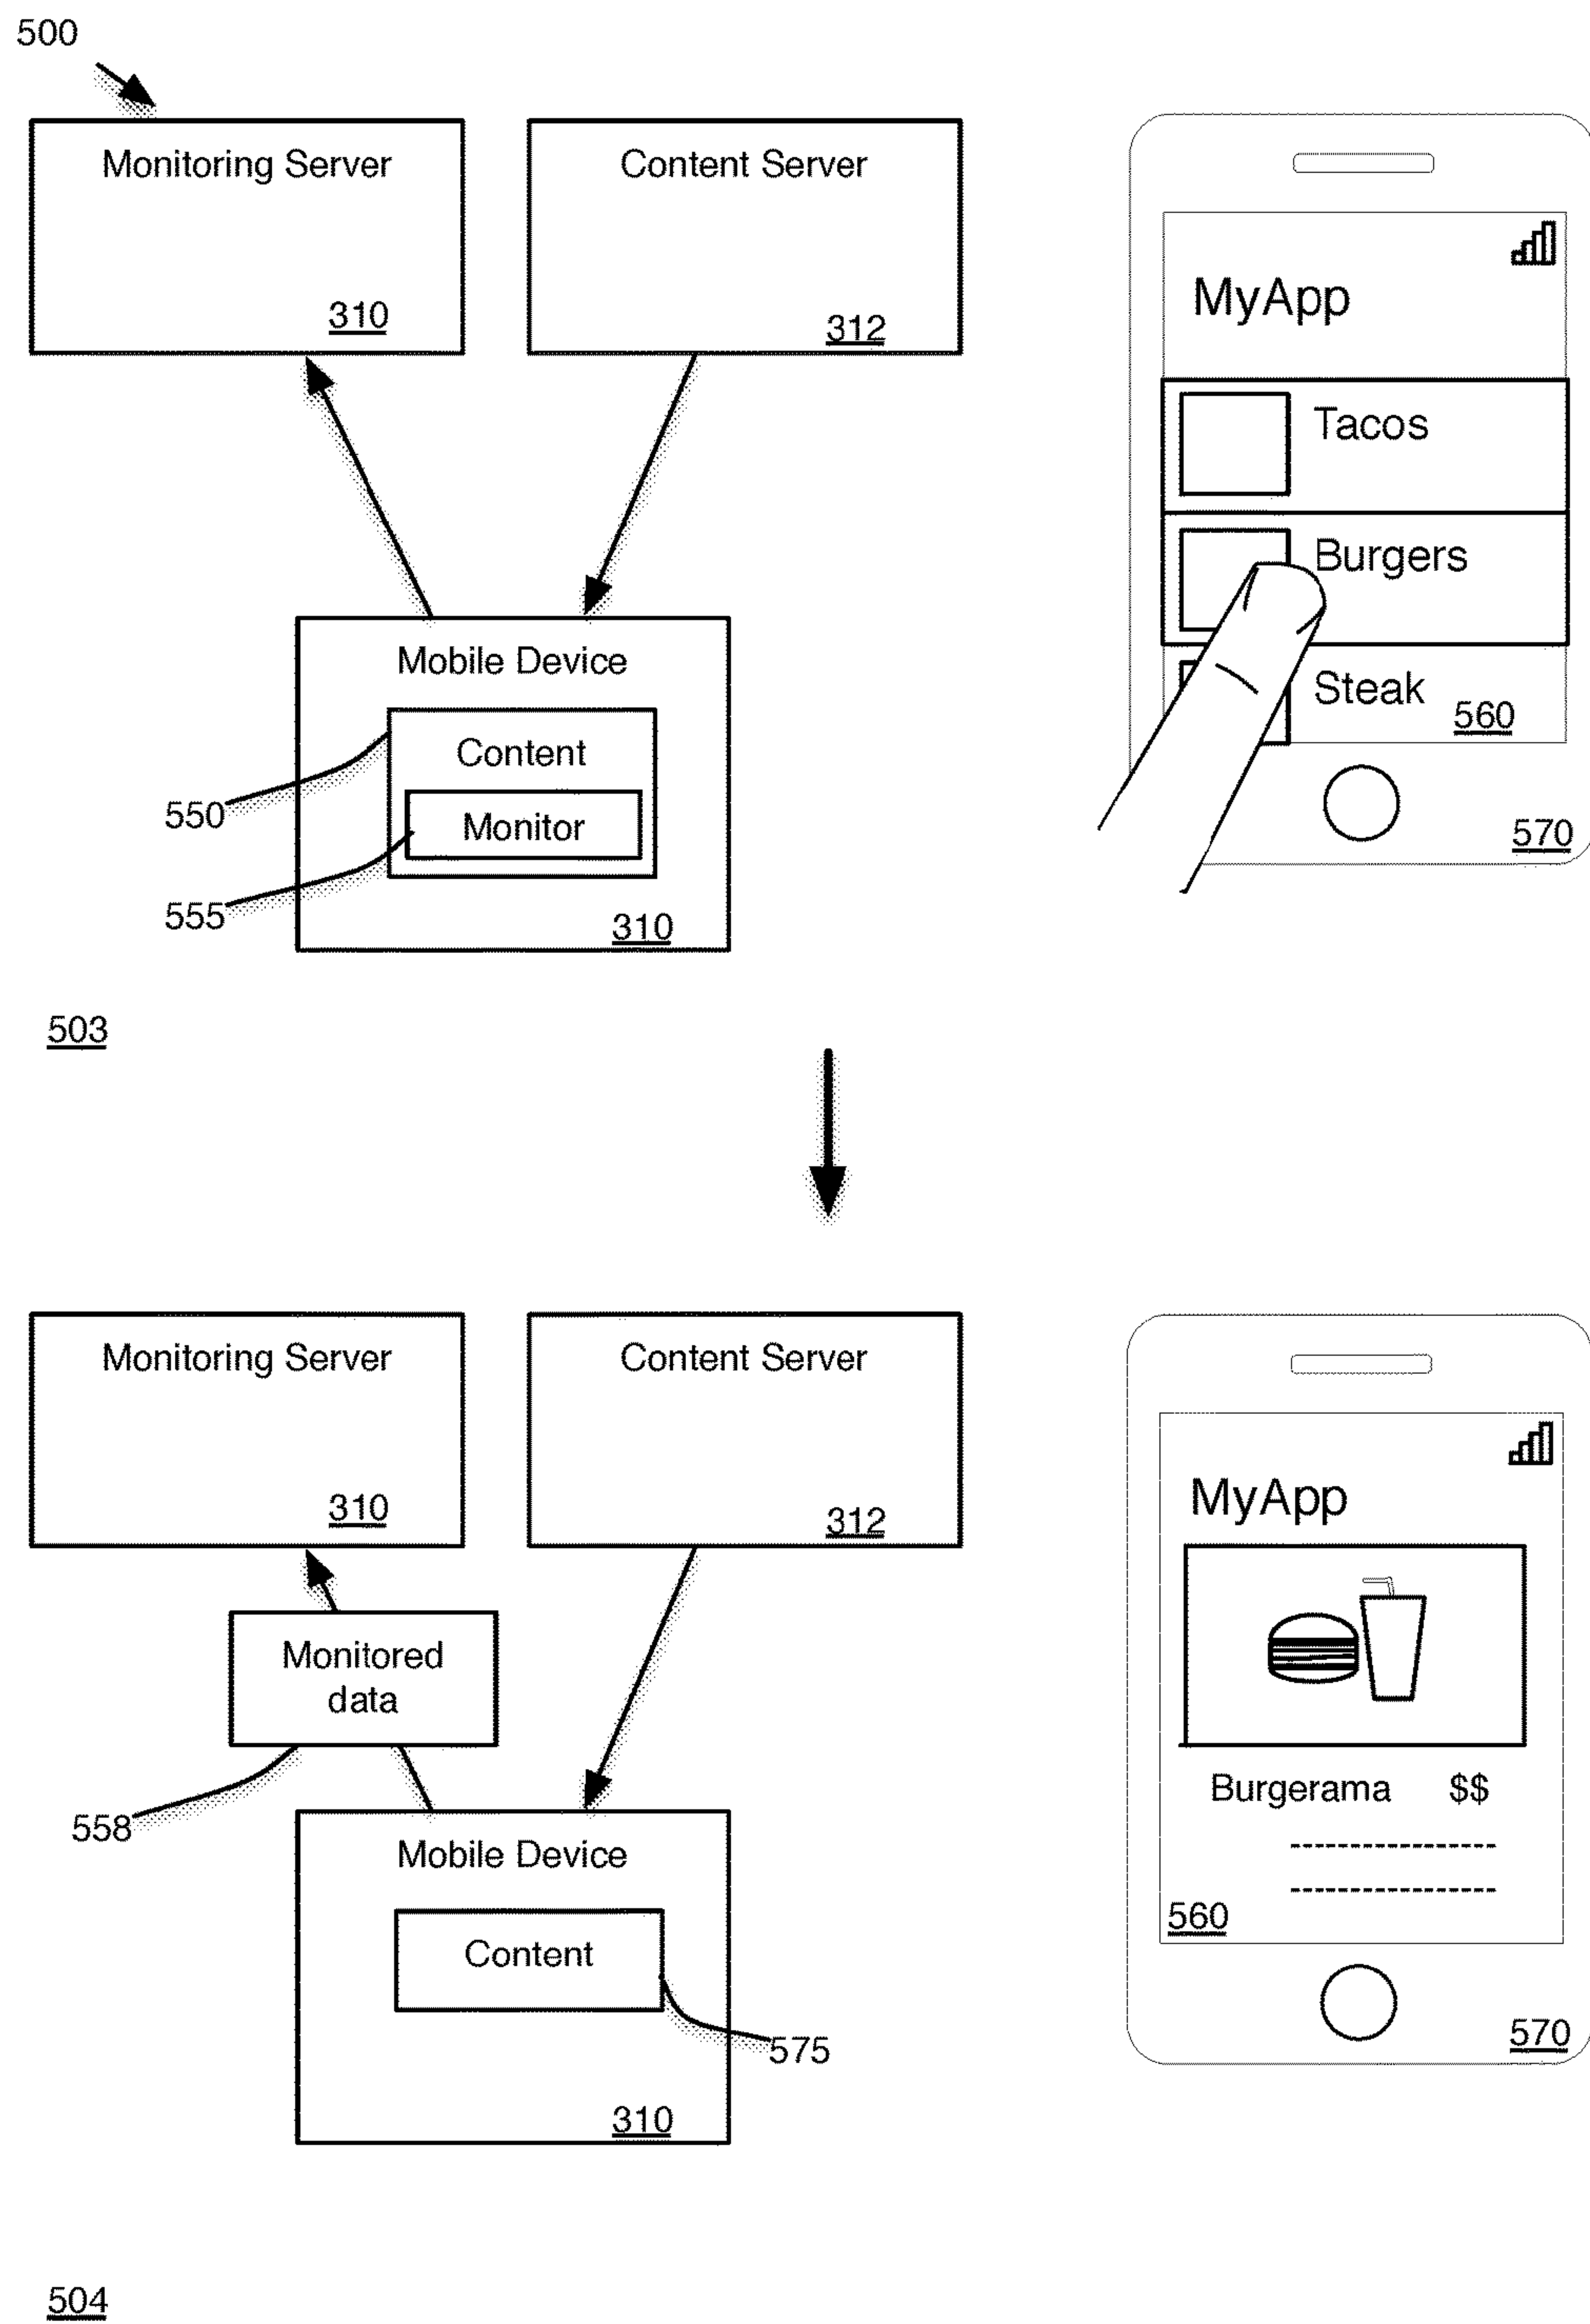 500
Monitoring Server
310
Content Server
312
MyApp
Tacos
Burgers
Steak
560
570
Mobile Device
Content
Monitor
550
555
310
503
Monitoring Server
310
Content Server
312
Monitored
data
558
Mobile Device
Content
575
310
MyApp
Burgerama $$
560
570
504